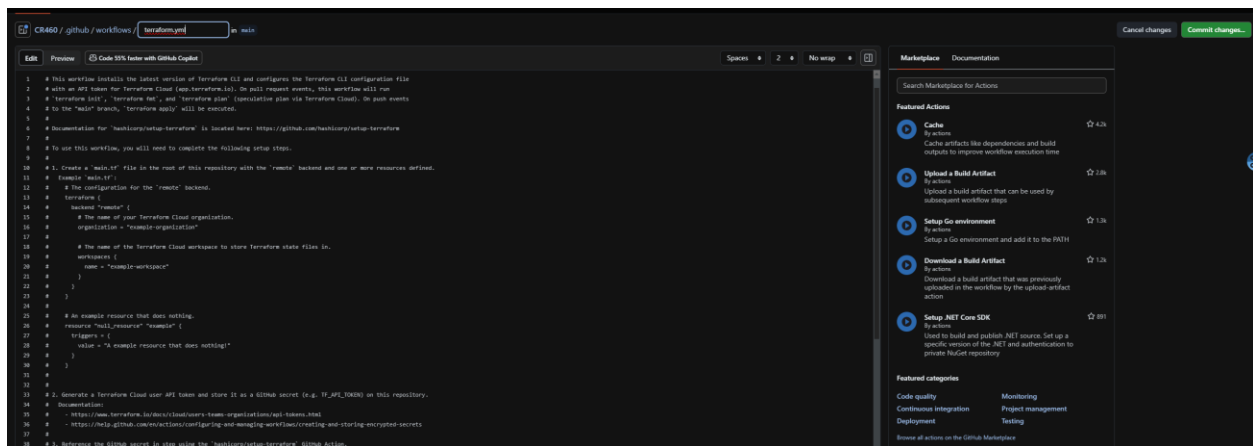 CR460 / .github / workflows / terraform.yml in main
Cancel changes
Commit changes...
Edit
Preview
Code 55% faster with GitHub Copilot
Spaces
2
No wrap
1 # This workflow installs the latest version of Terraform CLI and configures the Terraform CLI configuration file
2 # with an API token for Terraform Cloud (app.terraform.io). On pull request events, this workflow will run
3 # `terraform init`, `terraform fmt`, and `terraform plan` (speculative plan via Terraform Cloud). On push events
4 # to the "main" branch, `terraform apply` will be executed.
5 #
6 # Documentation for `hashicorp/setup-terraform` is located here: https://github.com/hashicorp/setup-terraform
7 #
8 # To use this workflow, you will need to complete the following setup steps.
9 #
10 # 1. Create a `main.tf` file in the root of this repository with the `remote` backend and one or more resources defined.
11 # Example `main.tf`:
12 # # The configuration for the `remote` backend.
13 # terraform {
14 # backend "remote" {
15 # # The name of your Terraform Cloud organization.
16 # organization = "example-organization"
17 #
18 # # The name of the Terraform Cloud workspace to store Terraform state files in.
19 # workspaces {
20 # name = "example-workspace"
21 # }
22 # }
23 # }
24 #
25 # # An example resource that does nothing.
26 # resource "null_resource" "example" {
27 # triggers = {
28 # value = "A example resource that does nothing!"
29 # }
30 # }
31 #
32 #
33 # 2. Generate a Terraform Cloud user API token and store it as a GitHub secret (e.g. TF_API_TOKEN) on this repository.
34 # Documentation:
35 # - https://www.terraform.io/docs/cloud/users-teams-organizations/api-tokens.html
36 # - https://help.github.com/en/actions/configuring-and-managing-workflows/creating-and-storing-encrypted-secrets
37 #
38 # 3. Reference the GitHub secret in step using the `hashicorp/setup-terraform` GitHub Action.
Marketplace
Documentation
Search Marketplace for Actions
Featured Actions
Cache
4.2k
By actions
Cache artifacts like dependencies and build
outputs to improve workflow execution time
Upload a Build Artifact
2.8k
By actions
Upload a build artifact that can be used by
subsequent workflow steps
Setup Go environment
1.3k
By actions
Setup a Go environment and add it to the PATH
Download a Build Artifact
1.2k
By actions
Download a build artifact that was previously
uploaded in the workflow by the upload-artifact
action
Setup .NET Core SDK
891
By actions
Used to build and publish .NET source. Set up a
specific version of the .NET and authentication to
private NuGet repository
Featured categories
Code quality
Monitoring
Continuous integration
Project management
Deployment
Testing
Browse all actions on the GitHub Marketplace